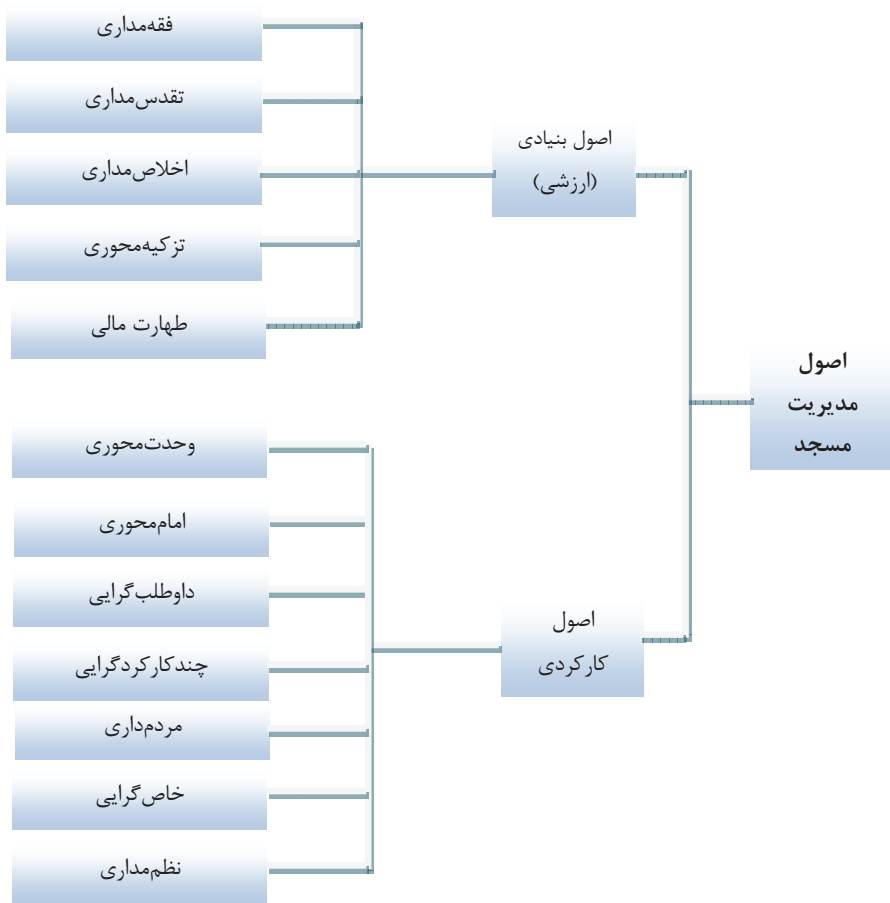 اصول
مدیریت
مسجد
اصول بنیادی
(ارزشی)
فقه‌مداری
تقدس‌مداری
اخلاص‌مداری
تزکیه‌محوری
طهارت مالی
اصول
کارکردی
وحدت‌محوری
امام‌محوری
داوطلب‌گرایی
چندکارکردگرایی
مردم‌داری
خاص‌گرایی
نظم‌مداری